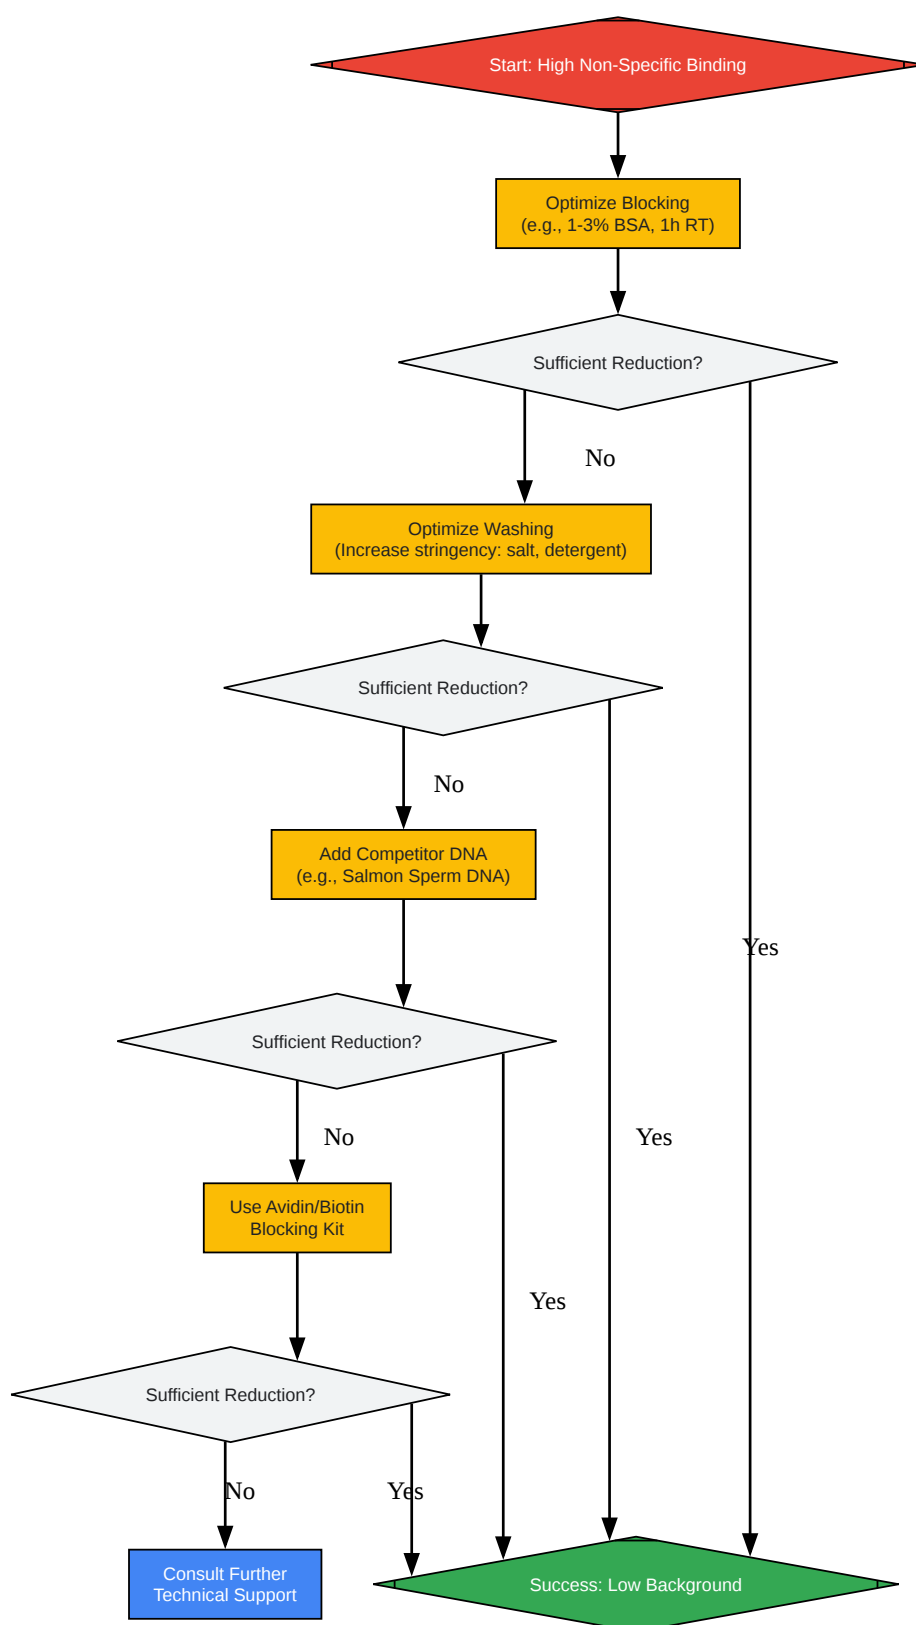 Start: High Non-Specific Binding
Optimize Blocking
(e.g., 1-3% BSA, 1h RT)
Sufficient Reduction?
No
Optimize Washing
(Increase stringency: salt, detergent)
Sufficient Reduction?
No
Add Competitor DNA
(e.g., Salmon Sperm DNA)
Yes
Sufficient Reduction?
No
Yes
Use Avidin/Biotin
Blocking Kit
Yes
Sufficient Reduction?
No
Yes
Consult Further
Technical Support
Success: Low Background